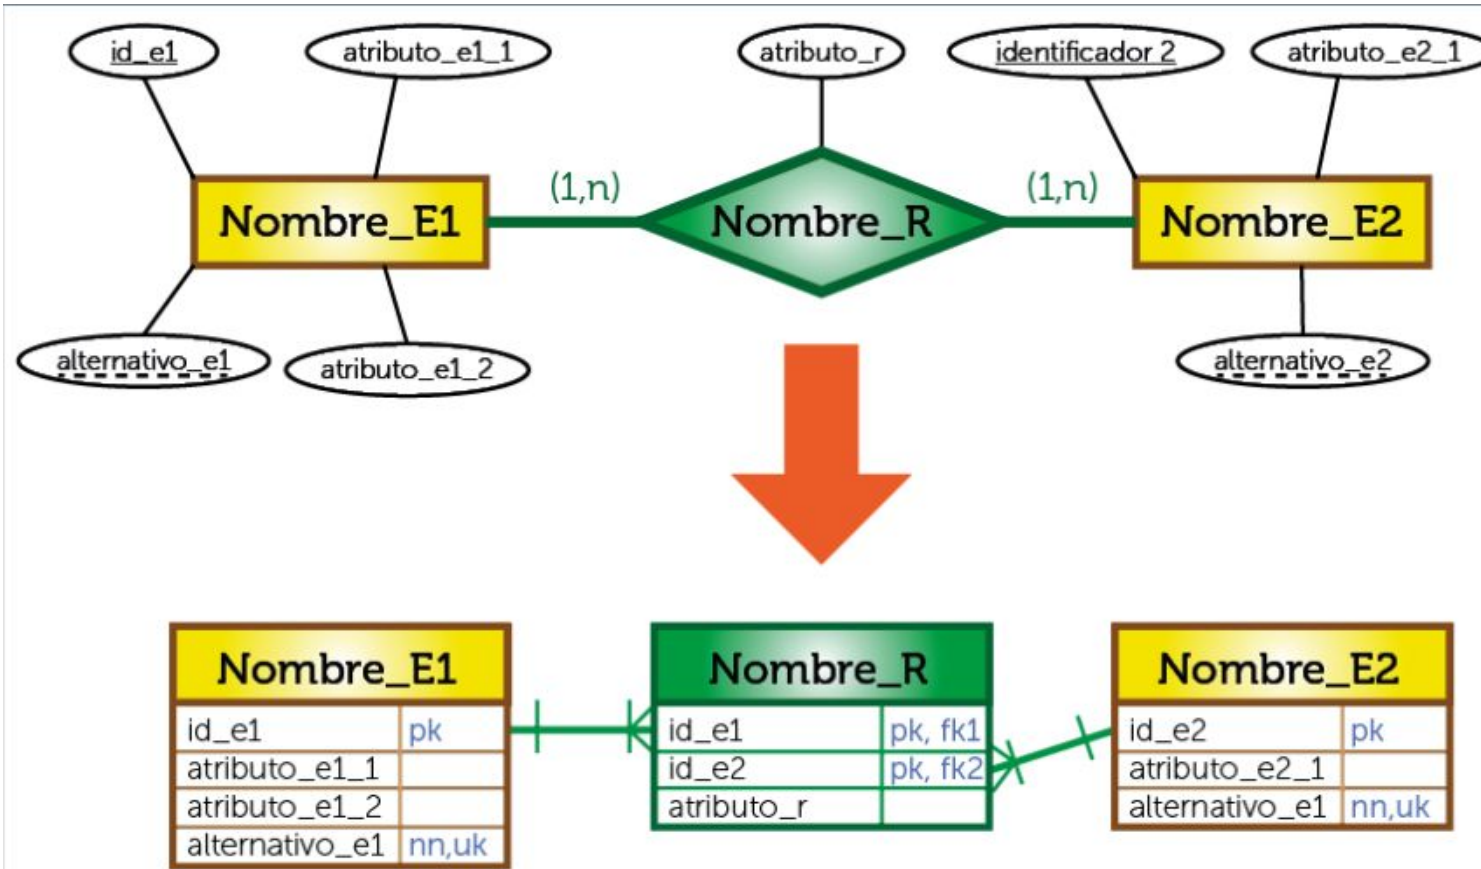 id_e1
atributo_e1_1
atributo_r
identificador 2
atributo_e2_1
(1,n)
(1,n)
Nombre_E1
Nombre_R
Nombre_E2
alternativo_e1
atributo_e1_2
alternativo_e2
Nombre_E1
id_e1 pk
atributo_e1_1
atributo_e1_2
alternativo_e1 nn,uk
Nombre_R
id_e1 pk, fk1
id_e2 pk, fk2
atributo_r
Nombre_E2
id_e2 pk
atributo_e2_1
alternativo_e1 nn,uk